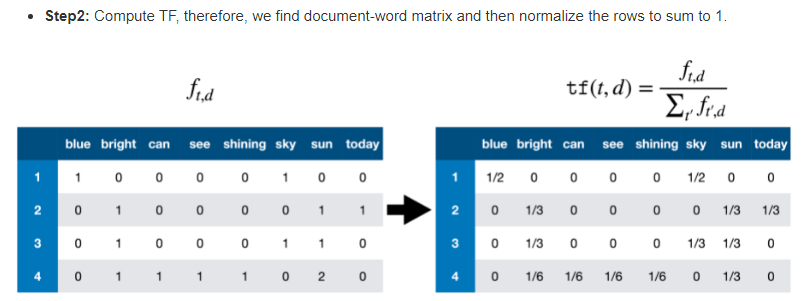 • Step2: Compute TF, therefore, we find document-word matrix and then normalize the rows to sum to 1.
f_{t,d}
tf(t, d) = f_{t,d} / ∑_{t'} f_{t',d}
blue bright can see shining sky sun today
1 1 0 0 0 0 1 0 0
2 0 1 0 0 0 0 1 1
3 0 1 0 0 0 1 1 0
4 0 1 1 1 1 0 2 0
blue bright can see shining sky sun today
1 1/2 0 0 0 0 1/2 0 0
2 0 1/3 0 0 0 0 1/3 1/3
3 0 1/3 0 0 0 1/3 1/3 0
4 0 1/6 1/6 1/6 1/6 0 1/3 0